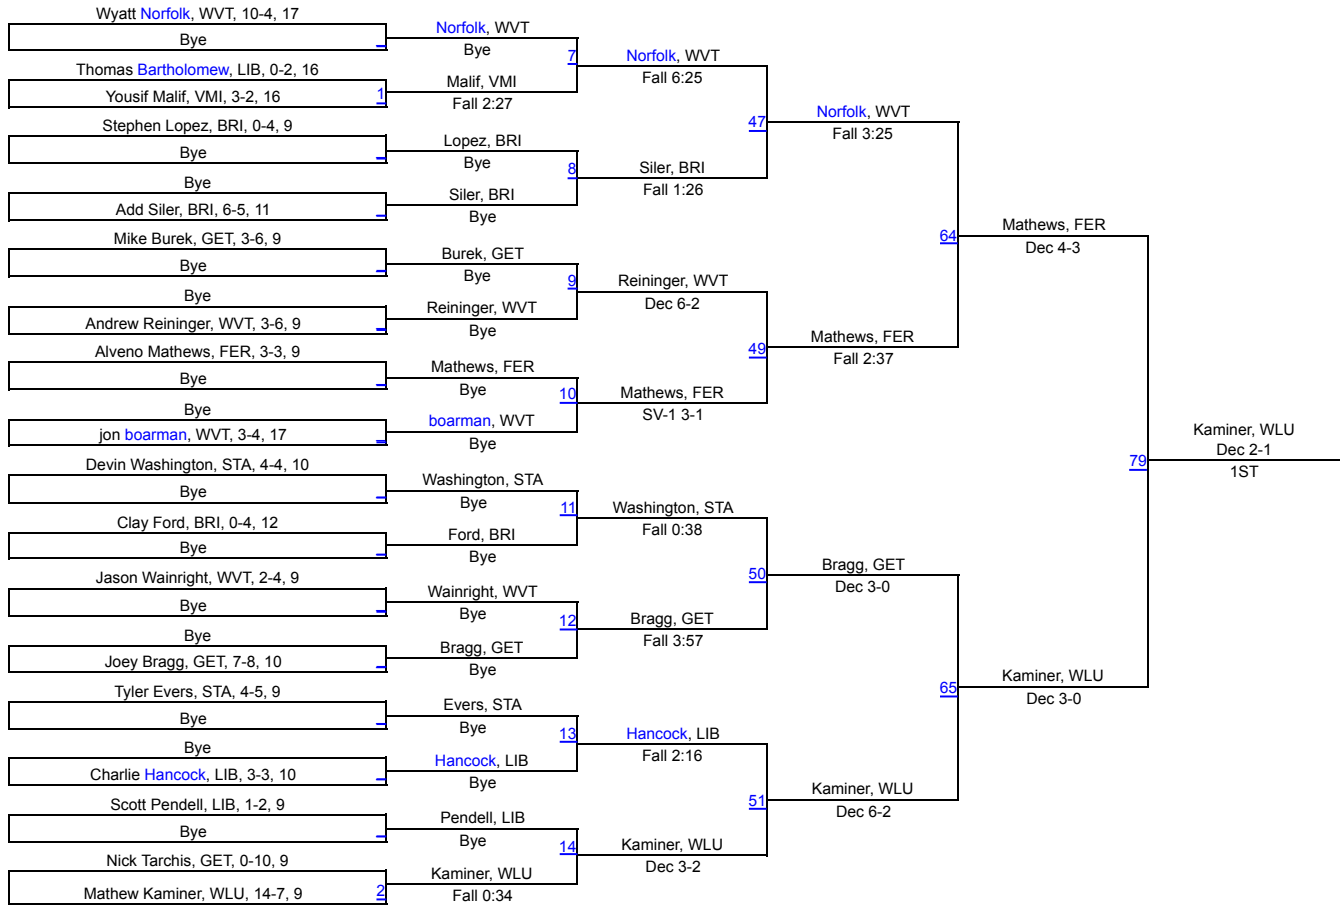 Wyatt Norfolk, WVT, 10-4, 17
Bye
Thomas Bartholomew, LIB, 0-2, 16
Yousif Malif, VMI, 3-2, 16
1
Stephen Lopez, BRI, 0-4, 9
Bye
Bye
Add Siler, BRI, 6-5, 11
Mike Burek, GET, 3-6, 9
Bye
Bye
Andrew Reininger, WVT, 3-6, 9
Alveno Mathews, FER, 3-3, 9
Bye
Bye
jon boarman, WVT, 3-4, 17
Devin Washington, STA, 4-4, 10
Bye
Clay Ford, BRI, 0-4, 12
Bye
Jason Wainright, WVT, 2-4, 9
Bye
Bye
Joey Bragg, GET, 7-8, 10
Tyler Evers, STA, 4-5, 9
Bye
Bye
Charlie Hancock, LIB, 3-3, 10
Scott Pendell, LIB, 1-2, 9
Bye
Nick Tarchis, GET, 0-10, 9
Mathew Kaminer, WLU, 14-7, 9
2
Norfolk, WVT
Bye
7
Malif, VMI
Fall 2:27
Lopez, BRI
Bye
8
Siler, BRI
Bye
Burek, GET
Bye
9
Reininger, WVT
Bye
Mathews, FER
Bye
10
boarman, WVT
Bye
Washington, STA
Bye
11
Ford, BRI
Bye
Wainright, WVT
Bye
12
Bragg, GET
Bye
Evers, STA
Bye
13
Hancock, LIB
Bye
Pendell, LIB
Bye
14
Kaminer, WLU
Fall 0:34
Norfolk, WVT
Fall 6:25
47
Siler, BRI
Fall 1:26
Reininger, WVT
Dec 6-2
49
Mathews, FER
SV-1 3-1
Washington, STA
Fall 0:38
50
Bragg, GET
Fall 3:57
Hancock, LIB
Fall 2:16
51
Kaminer, WLU
Dec 3-2
Norfolk, WVT
Fall 3:25
64
Mathews, FER
Fall 2:37
Bragg, GET
Dec 3-0
65
Kaminer, WLU
Dec 6-2
Mathews, FER
Dec 4-3
79
Kaminer, WLU
Dec 3-0
Kaminer, WLU
Dec 2-1
1ST